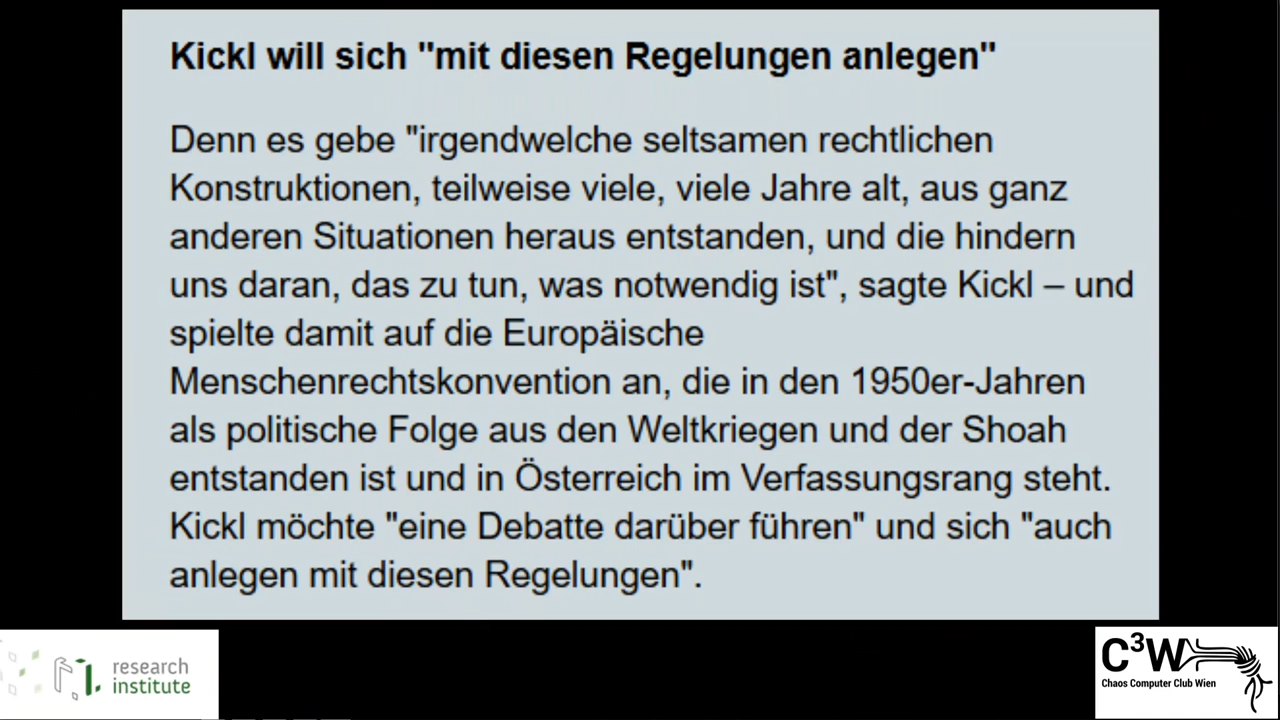 Kickl will sich "mit diesen Regelungen anlegen"
Denn es gebe "irgendwelche seltsamen rechtlichen
Konstruktionen, teilweise viele, viele Jahre alt, aus ganz
anderen Situationen heraus entstanden, und die hindern
uns daran, das zu tun, was notwendig ist", sagte Kickl – und
spielte damit auf die Europäische
Menschenrechtskonvention an, die in den 1950er-Jahren
als politische Folge aus den Weltkriegen und der Shoah
entstanden ist und in Österreich im Verfassungsrang steht.
Kickl möchte "eine Debatte darüber führen" und sich "auch
anlegen mit diesen Regelungen".
research
institute
C³W
Chaos Computer Club Wien